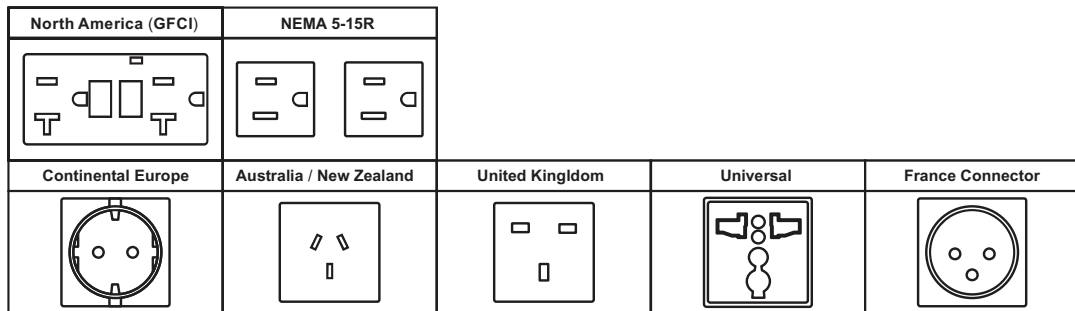 North America (GFCI)
NEMA 5-15R
Continental Europe
Australia / New Zealand
United Kingldom
Universal
France Connector